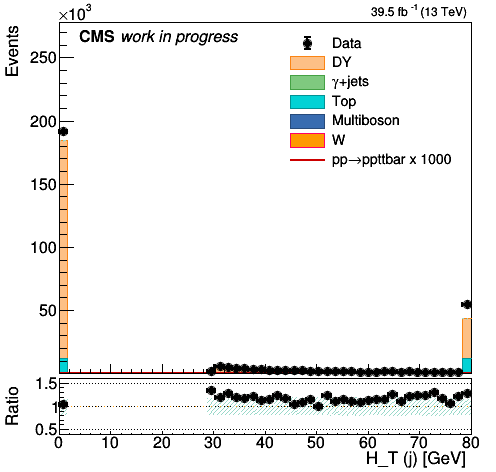 ×10³
39.5 fb⁻¹ (13 TeV)
CMS work in progress
Events
Data
DY
γ+jets
Top
Multiboson
W
pp→ppttbar x 1000
250
200
150
100
50
Ratio
1.5
1
0.5
0 10 20 30 40 50 60 70 80
H_T (j) [GeV]